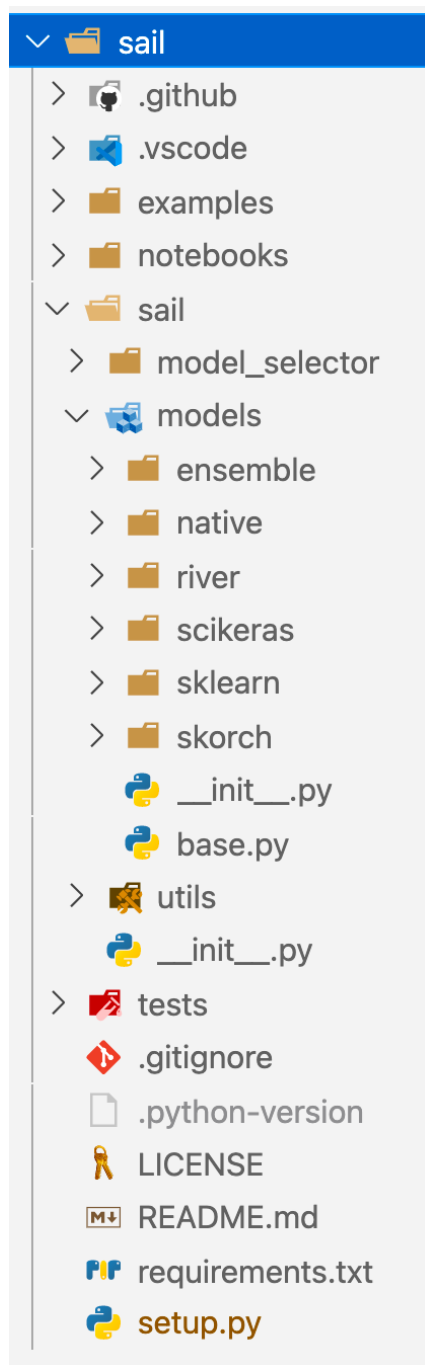 sail
.github
.vscode
examples
notebooks
sail
model_selector
models
ensemble
native
river
scikeras
sklearn
skorch
__init__.py
base.py
utils
__init__.py
tests
.gitignore
.python-version
LICENSE
README.md
requirements.txt
setup.py